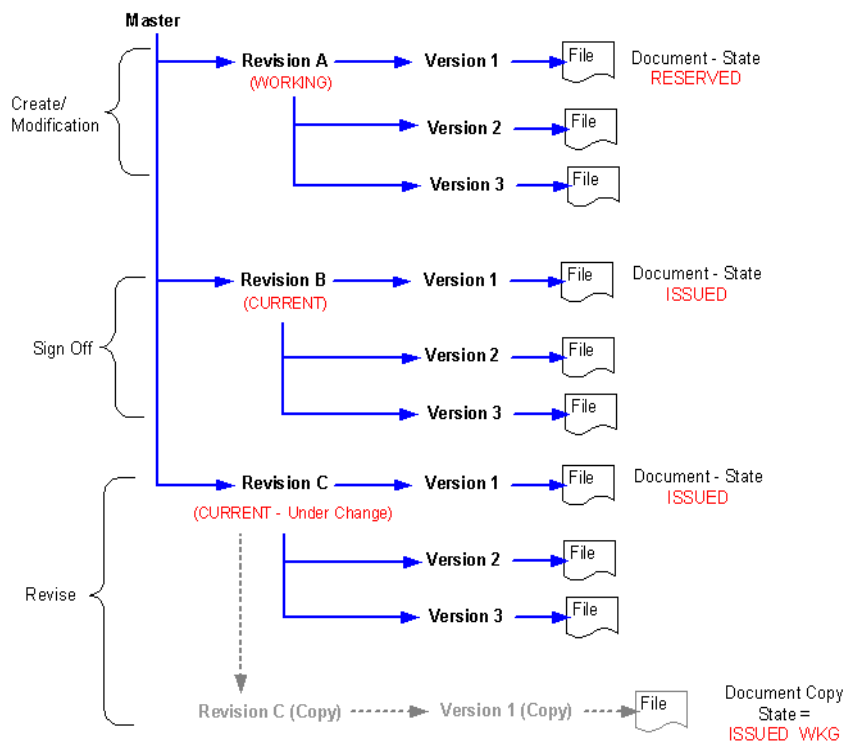 Master
Revision A
Version 1
File
Document - State
(WORKING)
RESERVED
Create/
Modification
Version 2
File
Version 3
File
Revision B
Version 1
File
Document - State
(CURRENT)
ISSUED
Sign Off
Version 2
File
Version 3
File
Revision C
Version 1
File
Document - State
(CURRENT - Under Change)
ISSUED
Version 2
File
Revise
Version 3
File
Revision C (Copy)
Version 1 (Copy)
File
Document Copy
State =
ISSUED_WKG